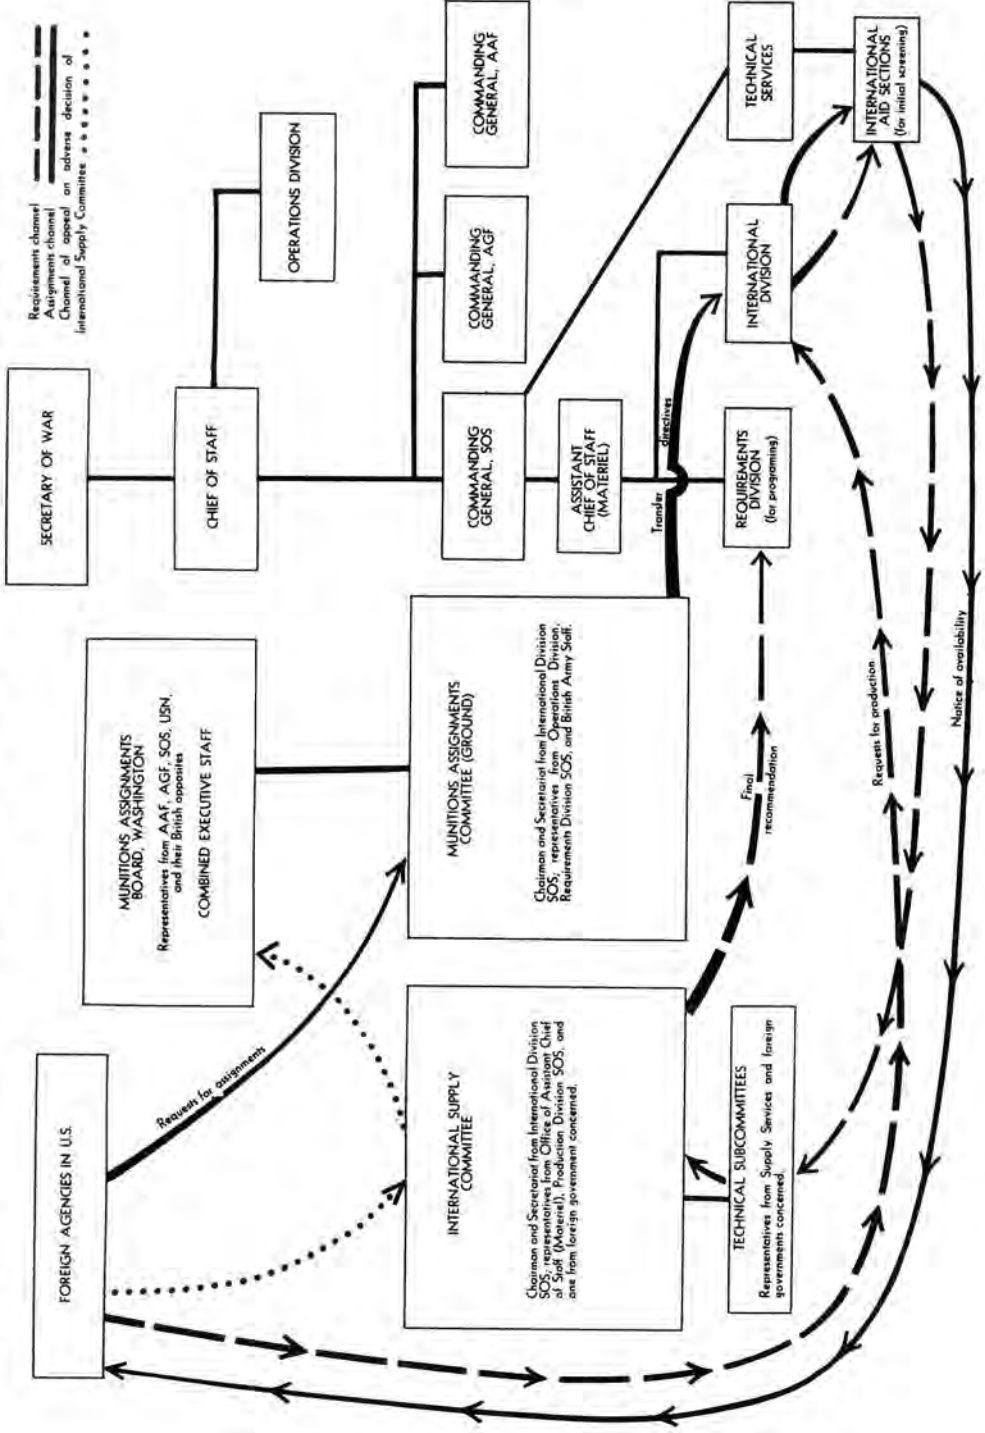 Requirements channel
Assignments channel
Channel of appeal on adverse decision of
International Supply Committee
SECRETARY OF WAR
CHIEF OF STAFF
OPERATIONS DIVISION
COMMANDING
GENERAL, SOS
COMMANDING
GENERAL, AGF
COMMANDING
GENERAL, AAF
ASSISTANT
CHIEF OF STAFF
(MATERIEL)
REQUIREMENTS
DIVISION
(for programing)
INTERNATIONAL
DIVISION
TECHNICAL
SERVICES
INTERNATIONAL
AID SECTIONS
(for initial screening)
FOREIGN AGENCIES IN U.S.
MUNITIONS ASSIGNMENTS
BOARD, WASHINGTON
Representatives from AAF, AGF, SOS, USN,
and their British opposites
COMBINED EXECUTIVE STAFF
INTERNATIONAL SUPPLY
COMMITTEE
Chairman and Secretariat from International Division
SOS; representatives from Office of Assistant Chief
of Staff (Materiel), Production Division SOS, and
one from foreign government concerned.
MUNITIONS ASSIGNMENTS
COMMITTEE (GROUND)
Chairman and Secretariat from International Division
SOS; representatives from Operations Division,
Requirements Division SOS, and British Army Staff.
TECHNICAL SUBCOMMITTEES
Representatives from Supply Services and foreign
governments concerned.
Requests for assignments
Transfer
directives
Final
recommendation
Requests for production
Notice of availability